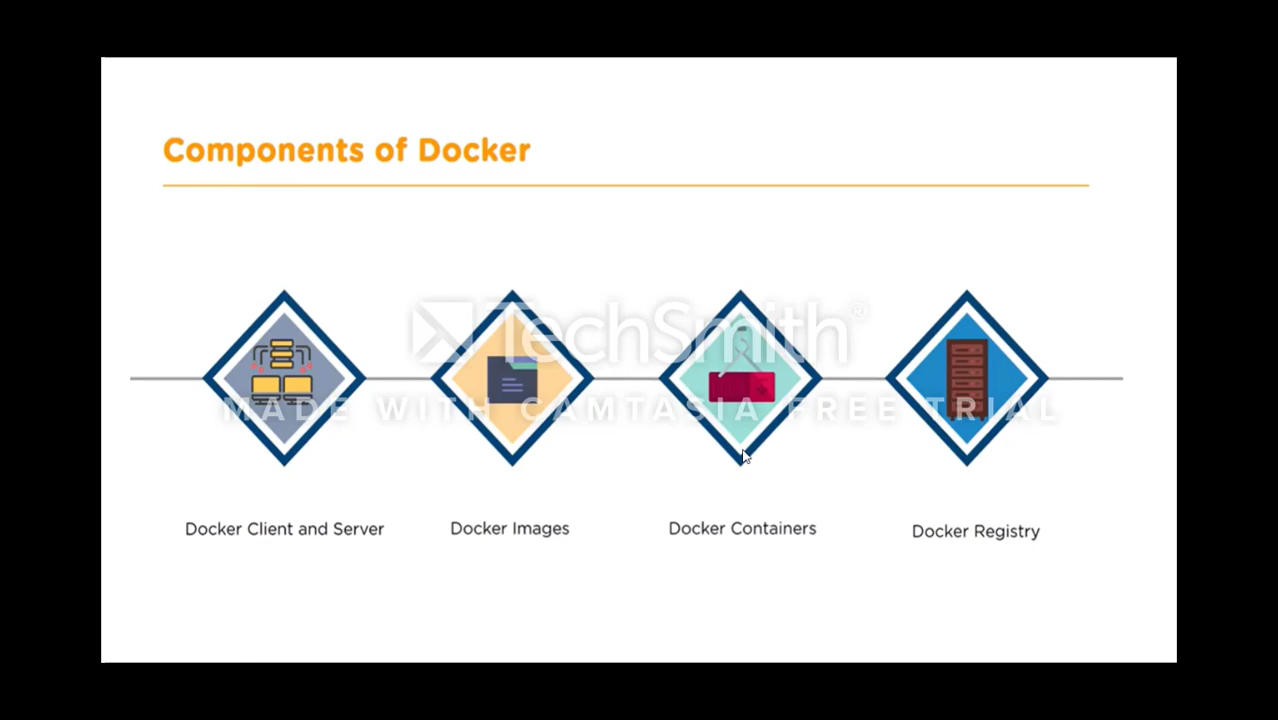 Components of Docker
TechSmith®
MADE WITH CAMTASIA FREE TRIAL
Docker Client and Server
Docker Images
Docker Containers
Docker Registry